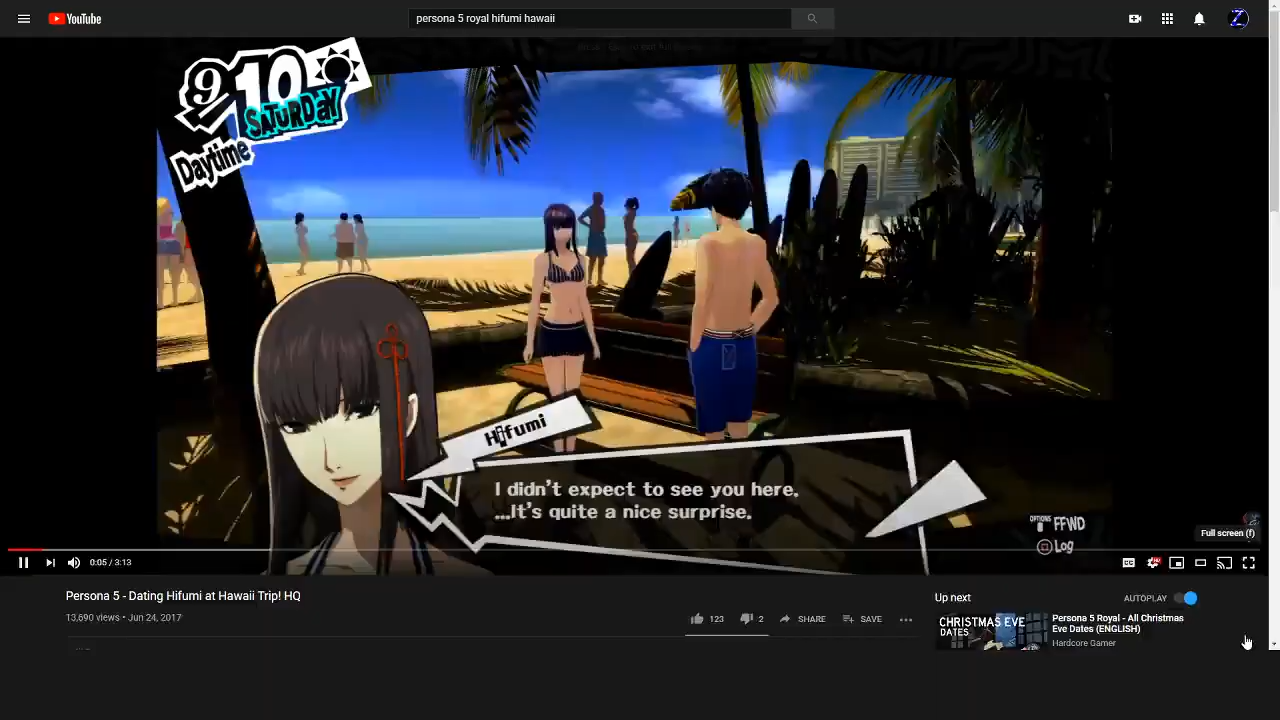 YouTube
persona 5 royal hifumi hawaii
9/10
SATURDAY
Daytime
Hifumi
I didn't expect to see you here.
...It's quite a nice surprise.
OPTIONS FFWD
Log
Full screen (f)
0:05 / 3:13
CC
HD
Persona 5 - Dating Hifumi at Hawaii Trip! HQ
13,690 views • Jun 24, 2017
123
2
SHARE
SAVE
Up next
AUTOPLAY
CHRISTMAS EVE
DATES
Persona 5 Royal - All Christmas
Eve Dates (ENGLISH)
Hardcore Gamer